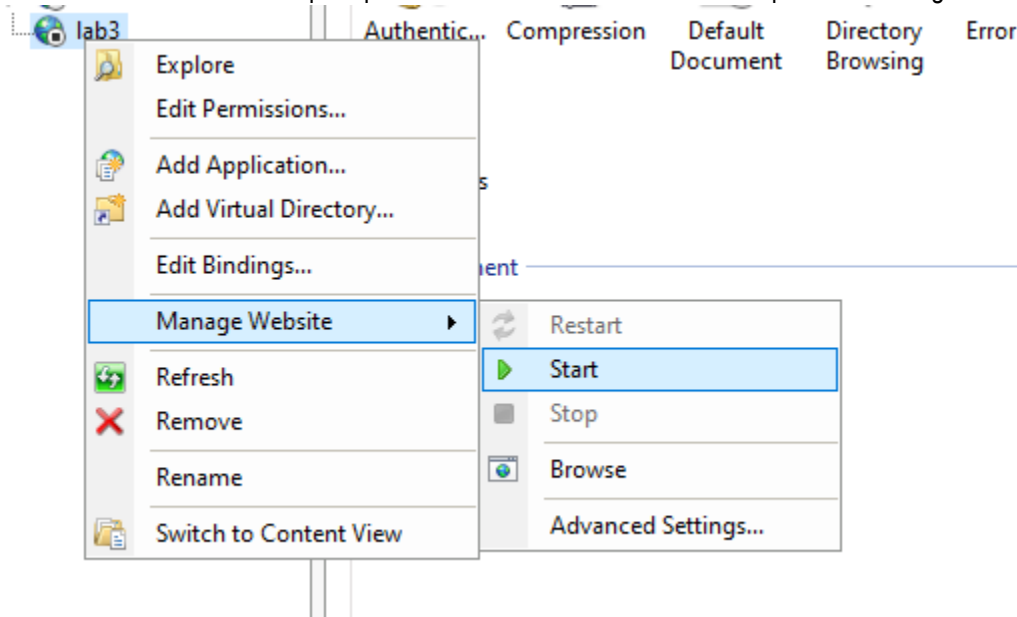 lab3
Authentic... Compression Default Directory Error
Document Browsing
Explore
Edit Permissions...
Add Application...
Add Virtual Directory...
Edit Bindings...
Manage Website
Restart
Start
Stop
Browse
Advanced Settings...
Refresh
Remove
Rename
Switch to Content View